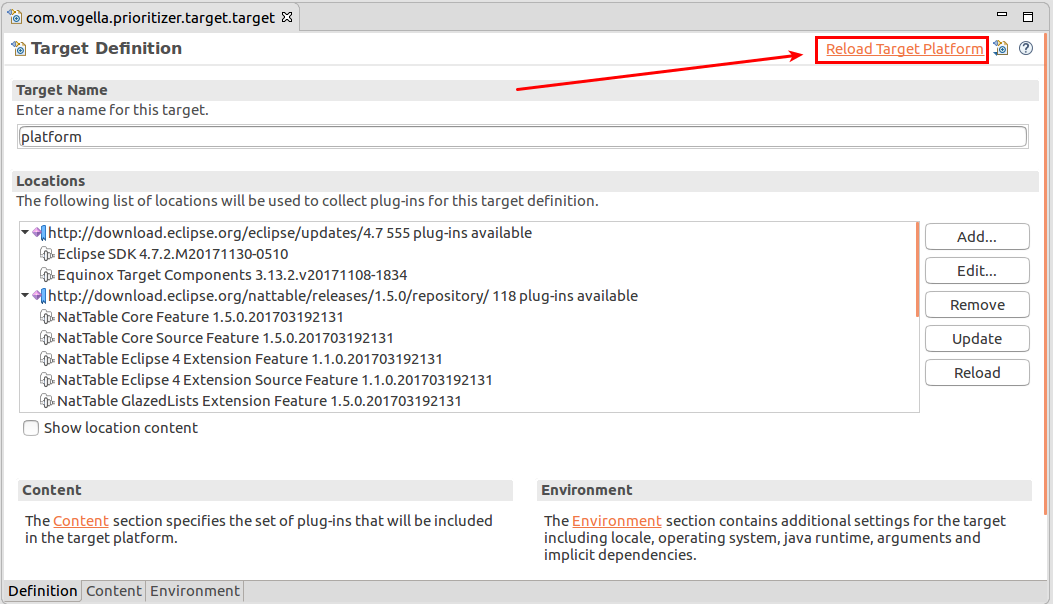 com.vogella.prioritizer.target.target
Target Definition
Reload Target Platform
Target Name
Enter a name for this target.
platform
Locations
The following list of locations will be used to collect plug-ins for this target definition.
http://download.eclipse.org/eclipse/updates/4.7 555 plug-ins available
Eclipse SDK 4.7.2.M20171130-0510
Equinox Target Components 3.13.2.v20171108-1834
http://download.eclipse.org/nattable/releases/1.5.0/repository/ 118 plug-ins available
NatTable Core Feature 1.5.0.201703192131
NatTable Core Source Feature 1.5.0.201703192131
NatTable Eclipse 4 Extension Feature 1.1.0.201703192131
NatTable Eclipse 4 Extension Source Feature 1.1.0.201703192131
NatTable GlazedLists Extension Feature 1.5.0.201703192131
Add...
Edit...
Remove
Update
Reload
Show location content
Content
The Content section specifies the set of plug-ins that will be included
in the target platform.
Environment
The Environment section contains additional settings for the target
including locale, operating system, java runtime, arguments and
implicit dependencies.
Definition Content Environment